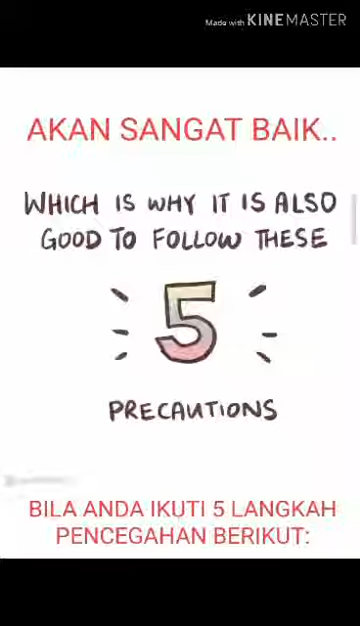 Made with KINEMASTER
AKAN SANGAT BAIK..
WHICH IS WHY IT IS ALSO
GOOD TO FOLLOW THESE
5
PRECAUTIONS
BILA ANDA IKUTI 5 LANGKAH
PENCEGAHAN BERIKUT: